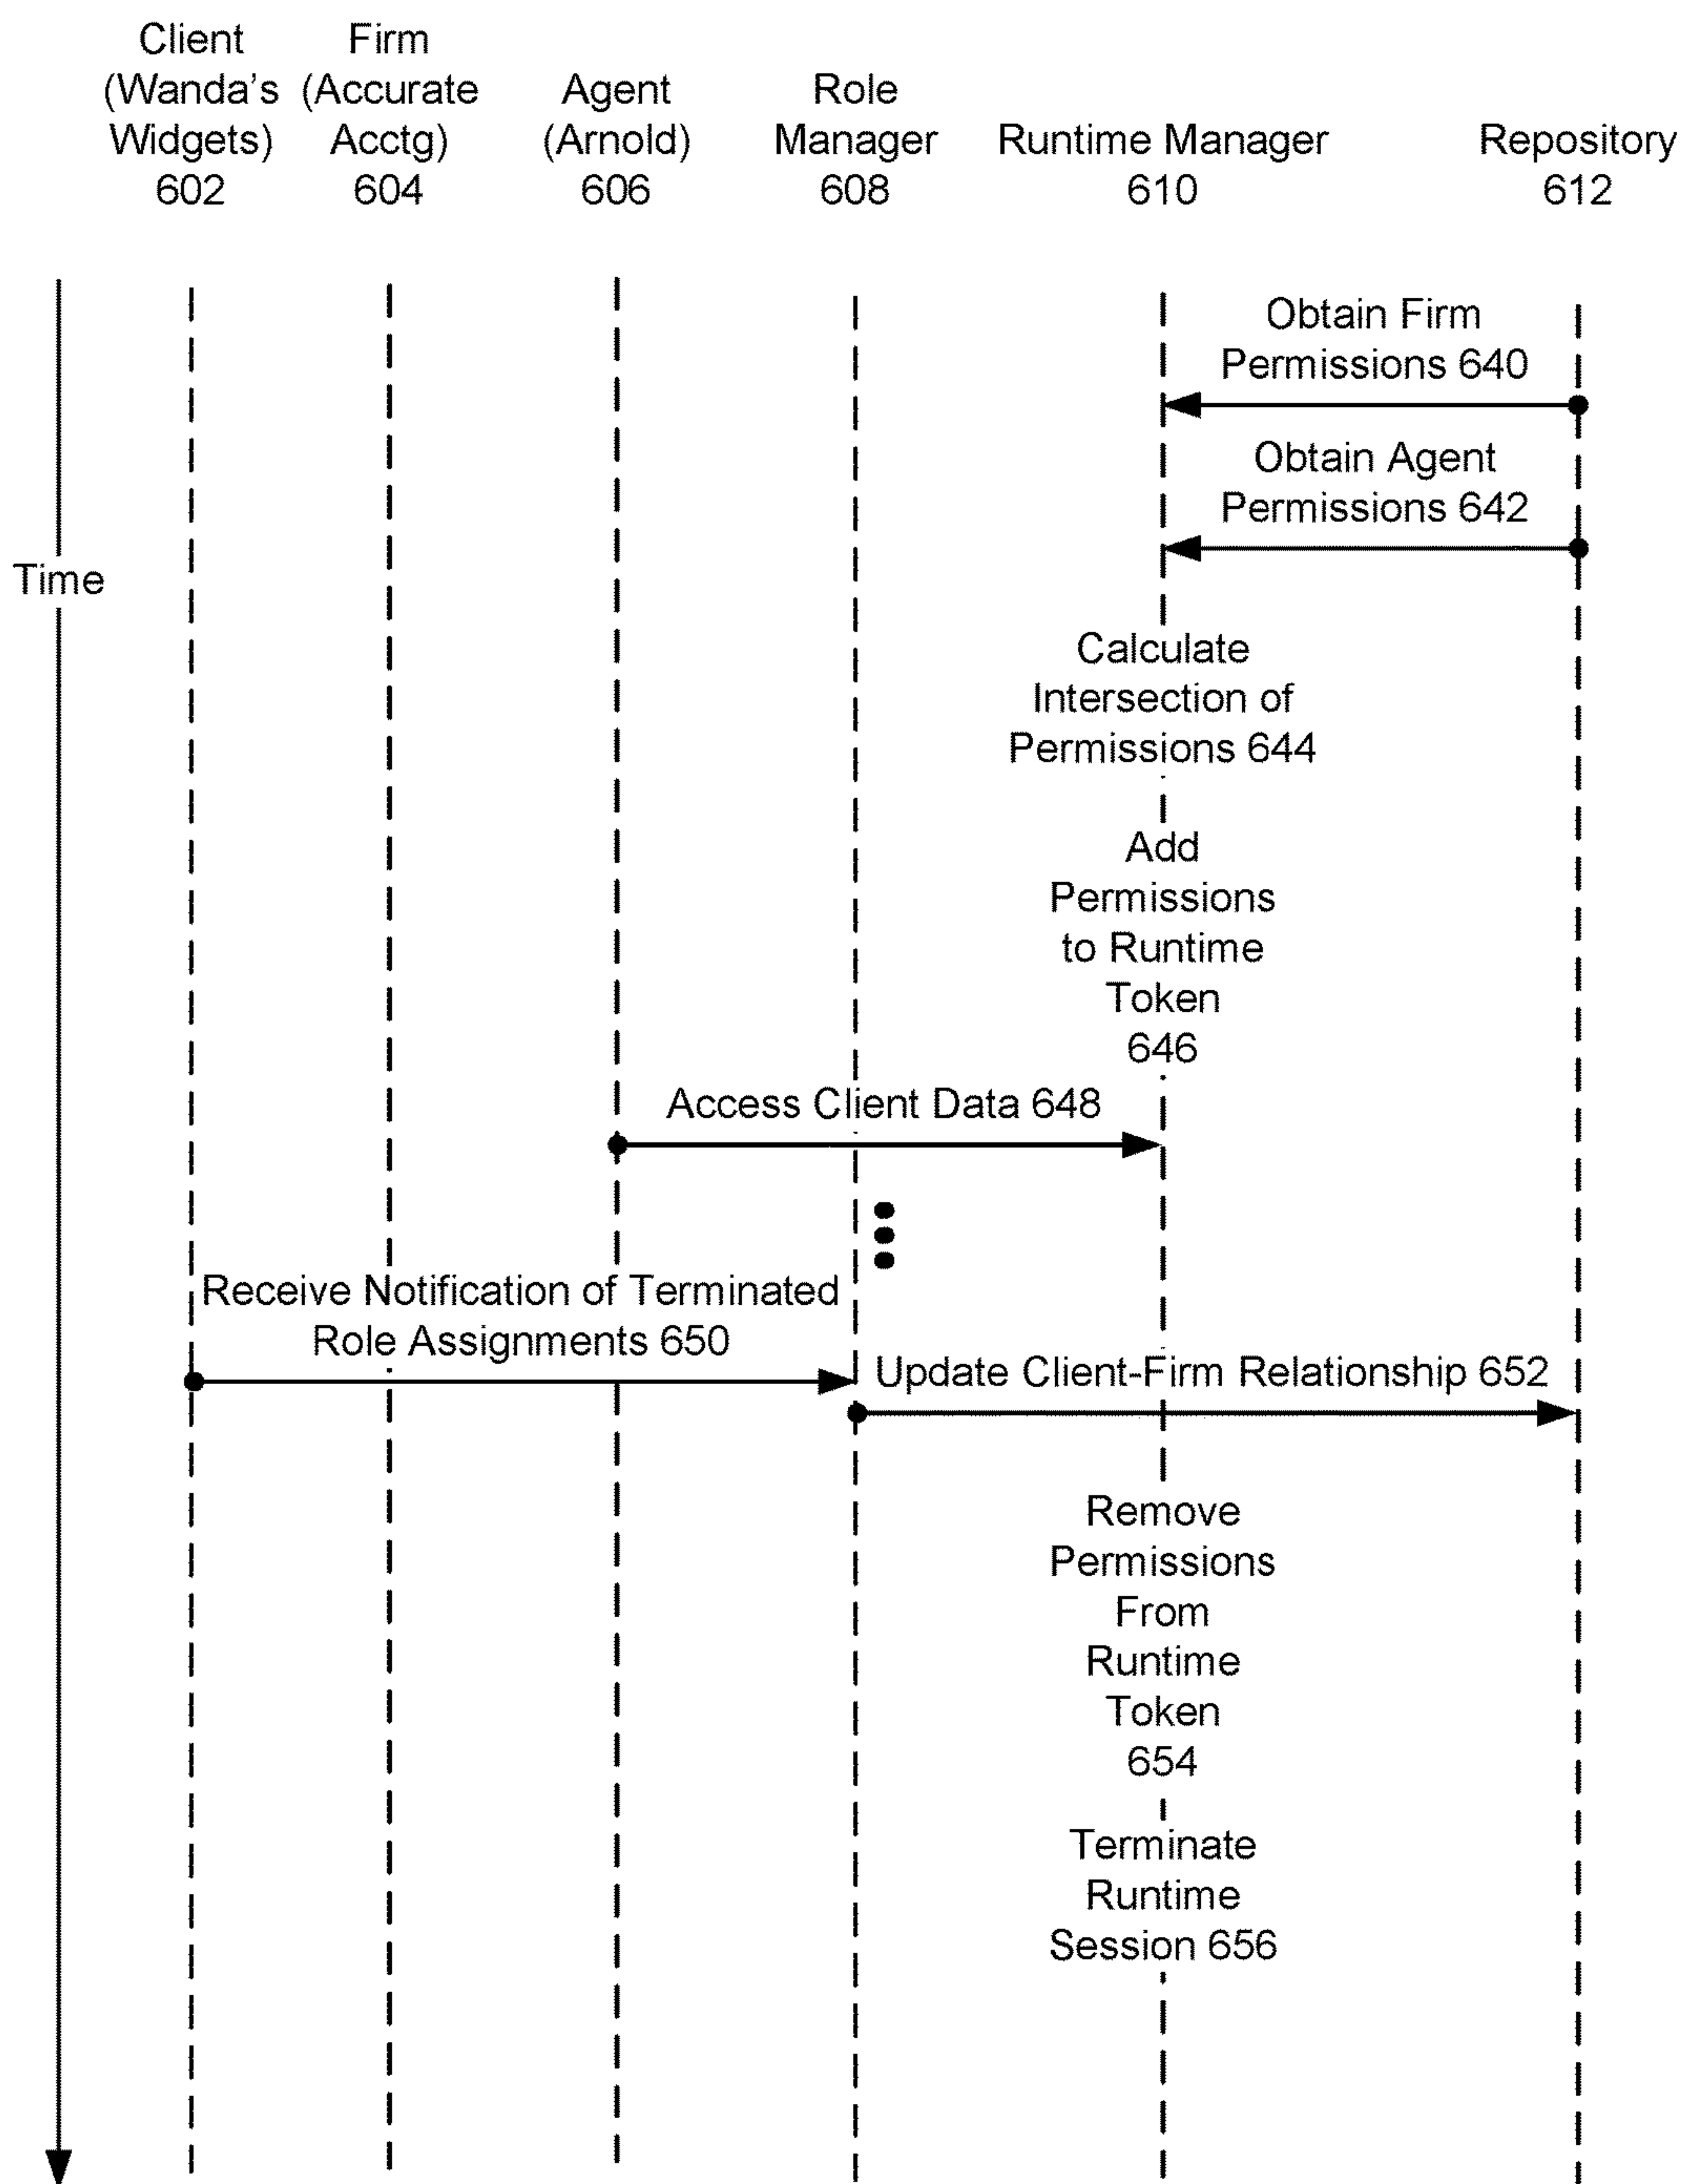 Client
(Wanda's
Widgets)
602
Firm
(Accurate
Acctg)
604
Agent
(Arnold)
606
Role
Manager
608
Runtime Manager
610
Repository
612
Time
Obtain Firm
Permissions 640
Obtain Agent
Permissions 642
Calculate
Intersection of
Permissions 644
Add
Permissions
to Runtime
Token
646
Access Client Data 648
Receive Notification of Terminated
Role Assignments 650
Update Client-Firm Relationship 652
Remove
Permissions
From
Runtime
Token
654
Terminate
Runtime
Session 656